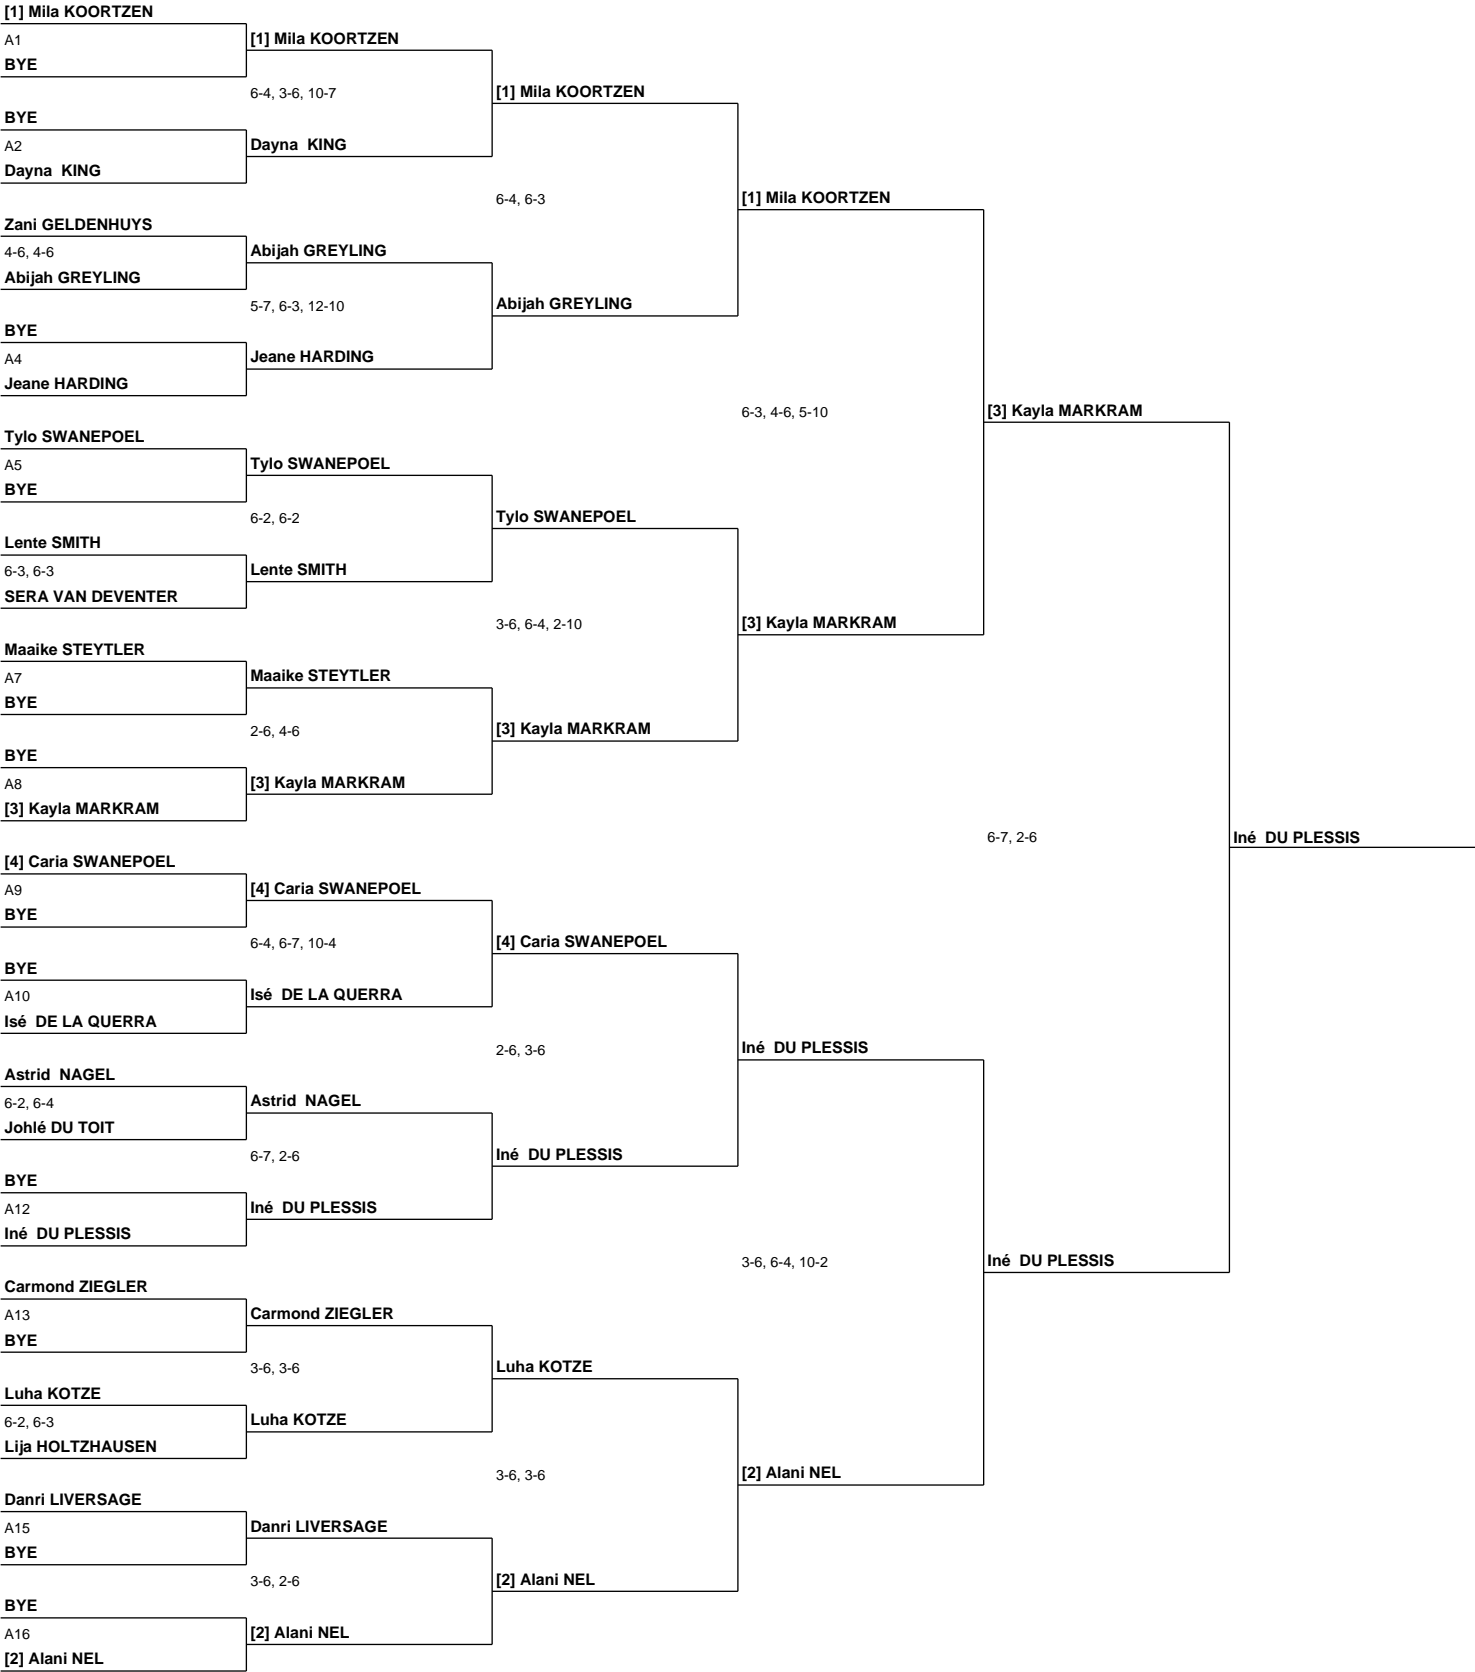 [1] Mila KOORTZEN
A1
BYE
BYE
A2
Dayna  KING
Zani GELDENHUYS
4-6, 4-6
Abijah GREYLING
BYE
A4
Jeane HARDING
Tylo SWANEPOEL
A5
BYE
Lente SMITH
6-3, 6-3
SERA VAN DEVENTER
Maaike STEYTLER
A7
BYE
BYE
A8
[3] Kayla MARKRAM
[4] Caria SWANEPOEL
A9
BYE
BYE
A10
Isé  DE LA QUERRA
Astrid  NAGEL
6-2, 6-4
Johlé DU TOIT
BYE
A12
Iné  DU PLESSIS
Carmond ZIEGLER
A13
BYE
Luha KOTZE
6-2, 6-3
Lija HOLTZHAUSEN
Danri LIVERSAGE
A15
BYE
BYE
A16
[2] Alani NEL
[1] Mila KOORTZEN
6-4, 3-6, 10-7
Dayna  KING
Abijah GREYLING
5-7, 6-3, 12-10
Jeane HARDING
Tylo SWANEPOEL
6-2, 6-2
Lente SMITH
Maaike STEYTLER
2-6, 4-6
[3] Kayla MARKRAM
[4] Caria SWANEPOEL
6-4, 6-7, 10-4
Isé  DE LA QUERRA
Astrid  NAGEL
6-7, 2-6
Iné  DU PLESSIS
Carmond ZIEGLER
3-6, 3-6
Luha KOTZE
Danri LIVERSAGE
3-6, 2-6
[2] Alani NEL
[1] Mila KOORTZEN
6-4, 6-3
Abijah GREYLING
Tylo SWANEPOEL
3-6, 6-4, 2-10
[3] Kayla MARKRAM
[4] Caria SWANEPOEL
2-6, 3-6
Iné  DU PLESSIS
Luha KOTZE
3-6, 3-6
[2] Alani NEL
[1] Mila KOORTZEN
6-3, 4-6, 5-10
[3] Kayla MARKRAM
Iné  DU PLESSIS
3-6, 6-4, 10-2
[2] Alani NEL
[3] Kayla MARKRAM
6-7, 2-6
Iné  DU PLESSIS
Iné  DU PLESSIS